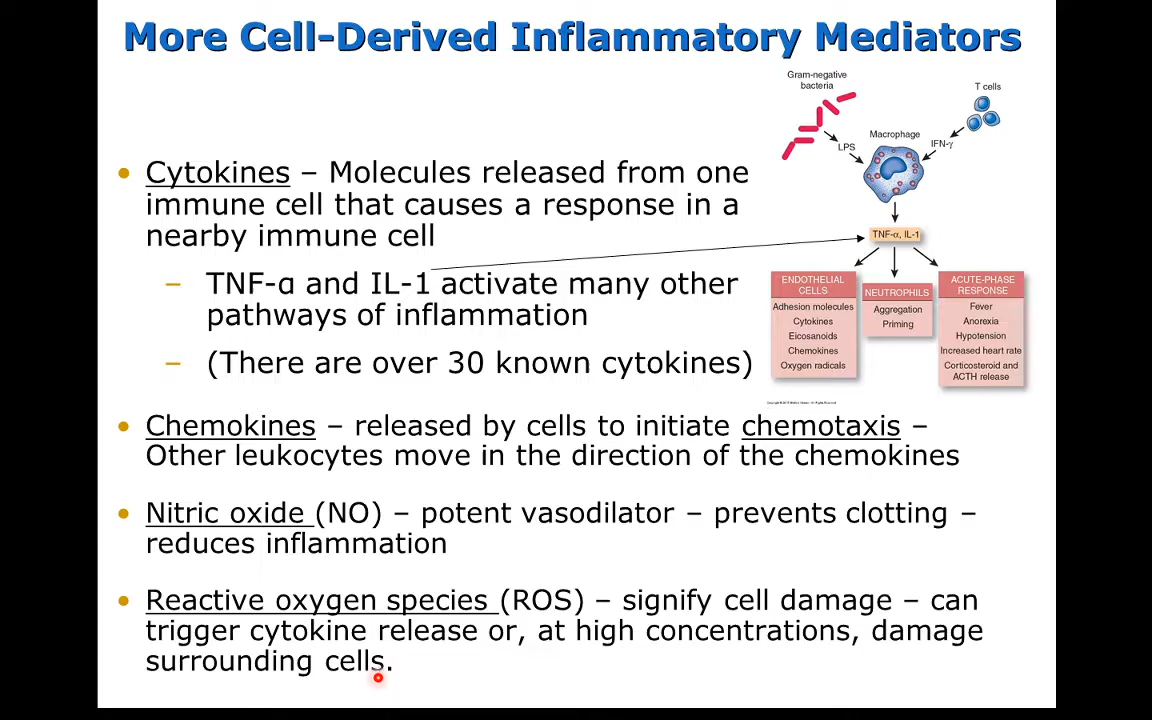 More Cell-Derived Inflammatory Mediators
• Cytokines – Molecules released from one
immune cell that causes a response in a
nearby immune cell
– TNF-α and IL-1 activate many other
pathways of inflammation
– (There are over 30 known cytokines)
• Chemokines – released by cells to initiate chemotaxis –
Other leukocytes move in the direction of the chemokines
• Nitric oxide (NO) – potent vasodilator – prevents clotting –
reduces inflammation
• Reactive oxygen species (ROS) – signify cell damage – can
trigger cytokine release or, at high concentrations, damage
surrounding cells.
Gram-negative
bacteria
T cells
Macrophage
LPS
IFN-γ
TNF-α, IL-1
ENDOTHELIAL
CELLS
Adhesion molecules
Cytokines
Eicosanoids
Chemokines
Oxygen radicals
NEUTROPHILS
Aggregation
Priming
ACUTE-PHASE
RESPONSE
Fever
Anorexia
Hypotension
Increased heart rate
Corticosteroid and
ACTH release